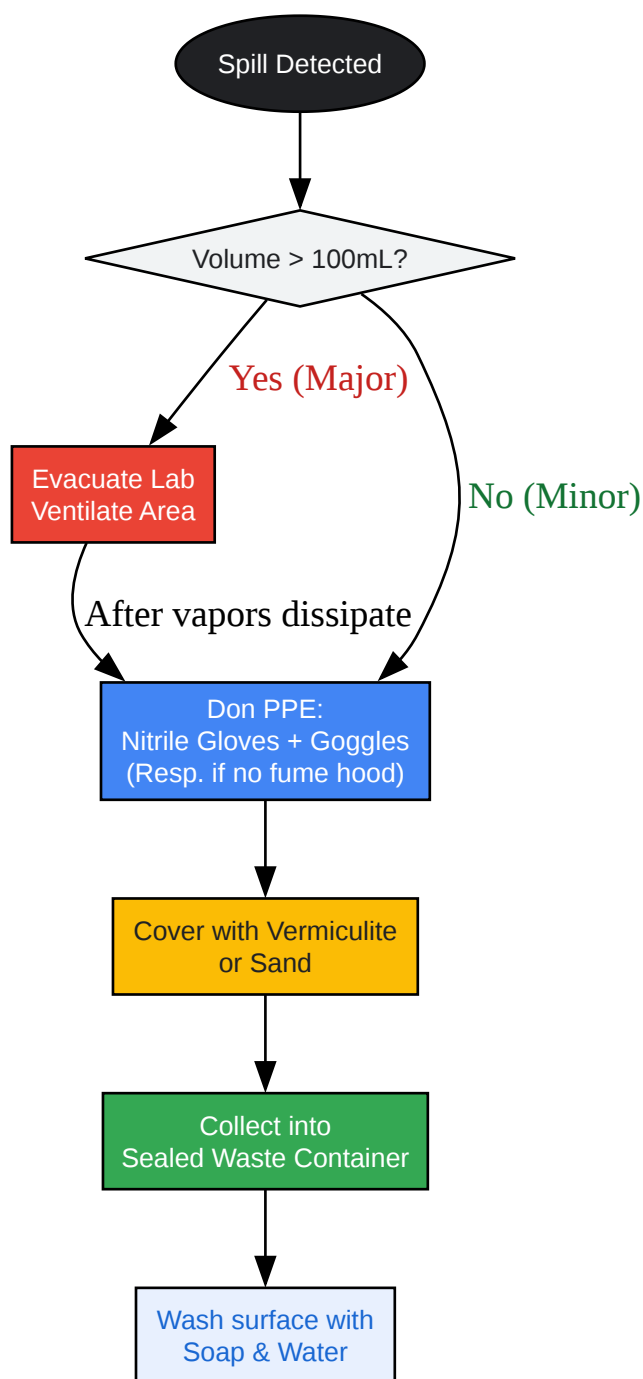 Spill Detected
Volume > 100mL?
Yes (Major)
Evacuate Lab
Ventilate Area
No (Minor)
After vapors dissipate
Don PPE:
Nitrile Gloves + Goggles
(Resp. if no fume hood)
Cover with Vermiculite
or Sand
Collect into
Sealed Waste Container
Wash surface with
Soap & Water